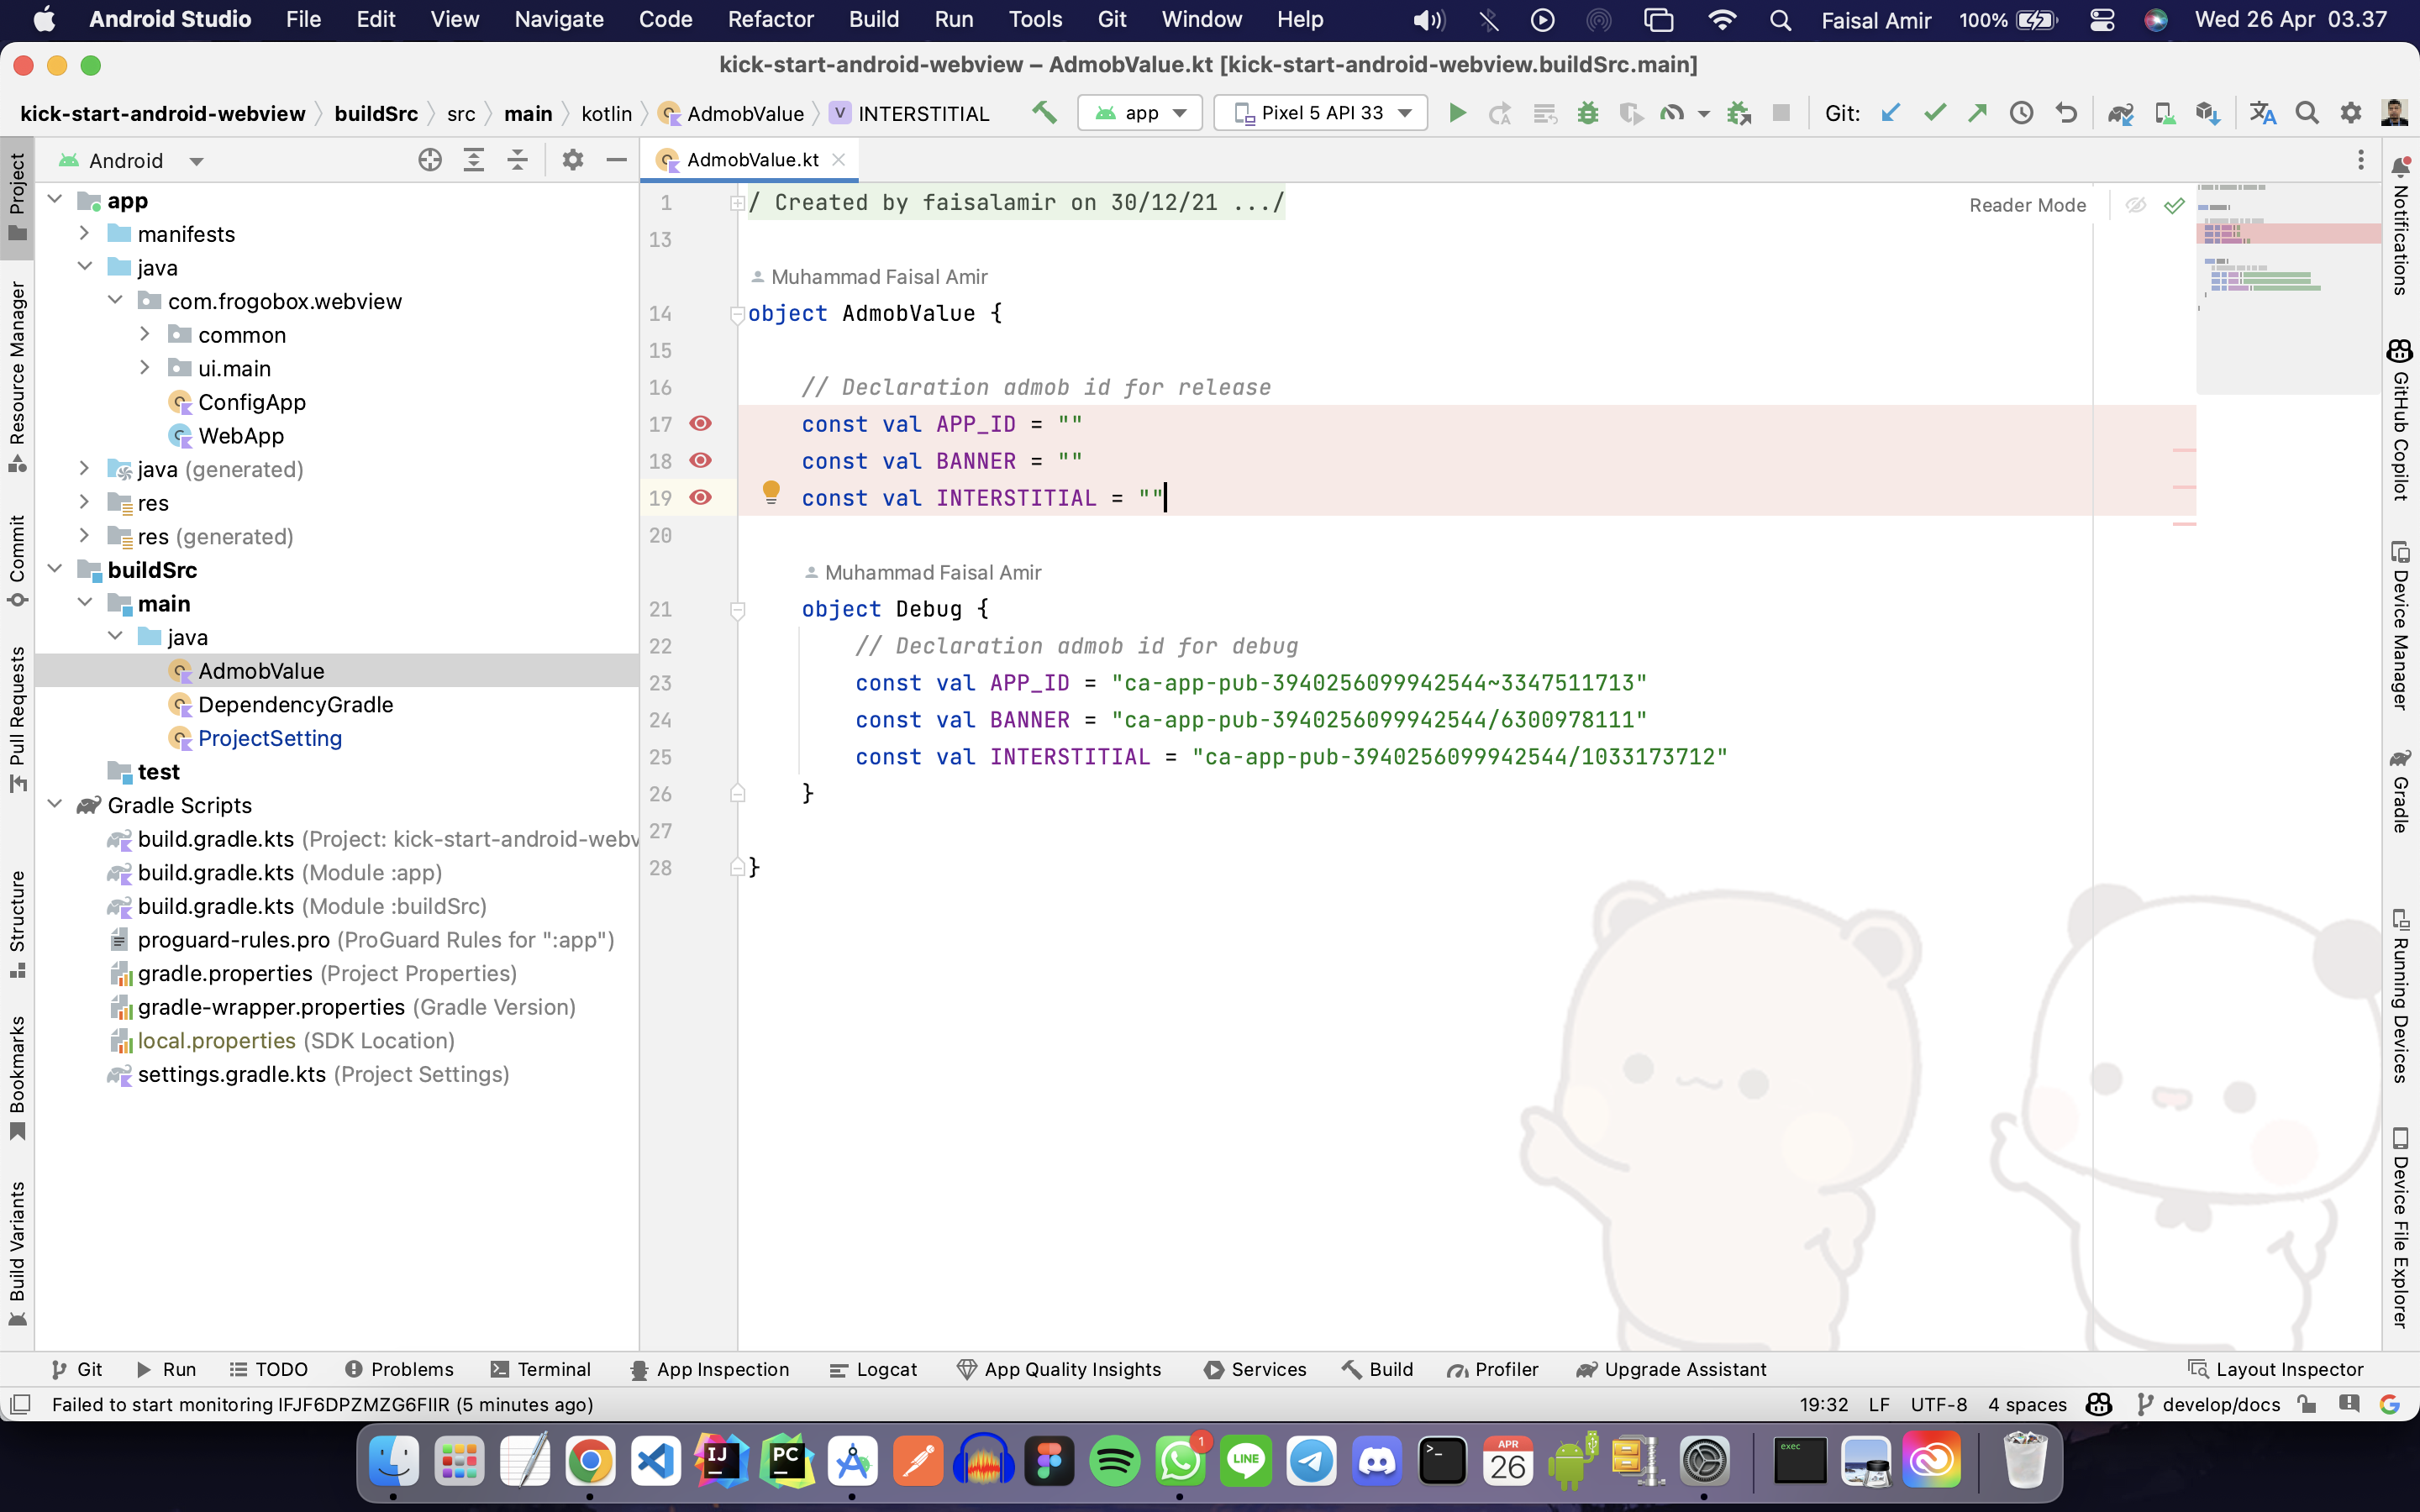 Android Studio File Edit View Navigate Code Refactor Build Run Tools Git Window Help Faisal Amir 100% Wed 26 Apr 03.37
kick-start-android-webview – AdmobValue.kt [kick-start-android-webview.buildSrc.main]
kick-start-android-webview buildSrc src main kotlin AdmobValue V INTERSTITIAL app Pixel 5 API 33 Git:
Project
Resource Manager
Commit
Pull Requests
Structure
Bookmarks
Build Variants
Android
app
manifests
java
com.frogobox.webview
common
ui.main
ConfigApp
WebApp
java (generated)
res
res (generated)
buildSrc
main
java
AdmobValue
DependencyGradle
ProjectSetting
test
Gradle Scripts
build.gradle.kts (Project: kick-start-android-webv
build.gradle.kts (Module :app)
build.gradle.kts (Module :buildSrc)
proguard-rules.pro (ProGuard Rules for ":app")
gradle.properties (Project Properties)
gradle-wrapper.properties (Gradle Version)
local.properties (SDK Location)
settings.gradle.kts (Project Settings)
AdmobValue.kt
Reader Mode
1 / Created by faisalamir on 30/12/21 .../
13
Muhammad Faisal Amir
14 object AdmobValue {
15
16 // Declaration admob id for release
17 const val APP_ID = ""
18 const val BANNER = ""
19 const val INTERSTITIAL = ""
20
Muhammad Faisal Amir
21 object Debug {
22 // Declaration admob id for debug
23 const val APP_ID = "ca-app-pub-3940256099942544~3347511713"
24 const val BANNER = "ca-app-pub-3940256099942544/6300978111"
25 const val INTERSTITIAL = "ca-app-pub-3940256099942544/1033173712"
26 }
27
28 }
Notifications
GitHub Copilot
Device Manager
Gradle
Running Devices
Device File Explorer
Git Run TODO Problems Terminal App Inspection Logcat App Quality Insights Services Build Profiler Upgrade Assistant Layout Inspector
Failed to start monitoring IFJF6DPZMZG6FIIR (5 minutes ago) 19:32 LF UTF-8 4 spaces develop/docs
IJ PC 1 LINE APR 26 exec